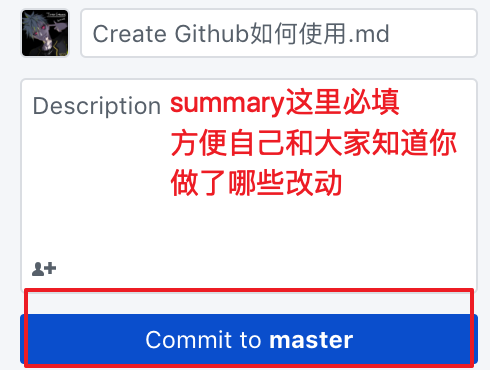 Create Github如何使用.md
Description summary这里必填
方便自己和大家知道你
做了哪些改动
Commit to master